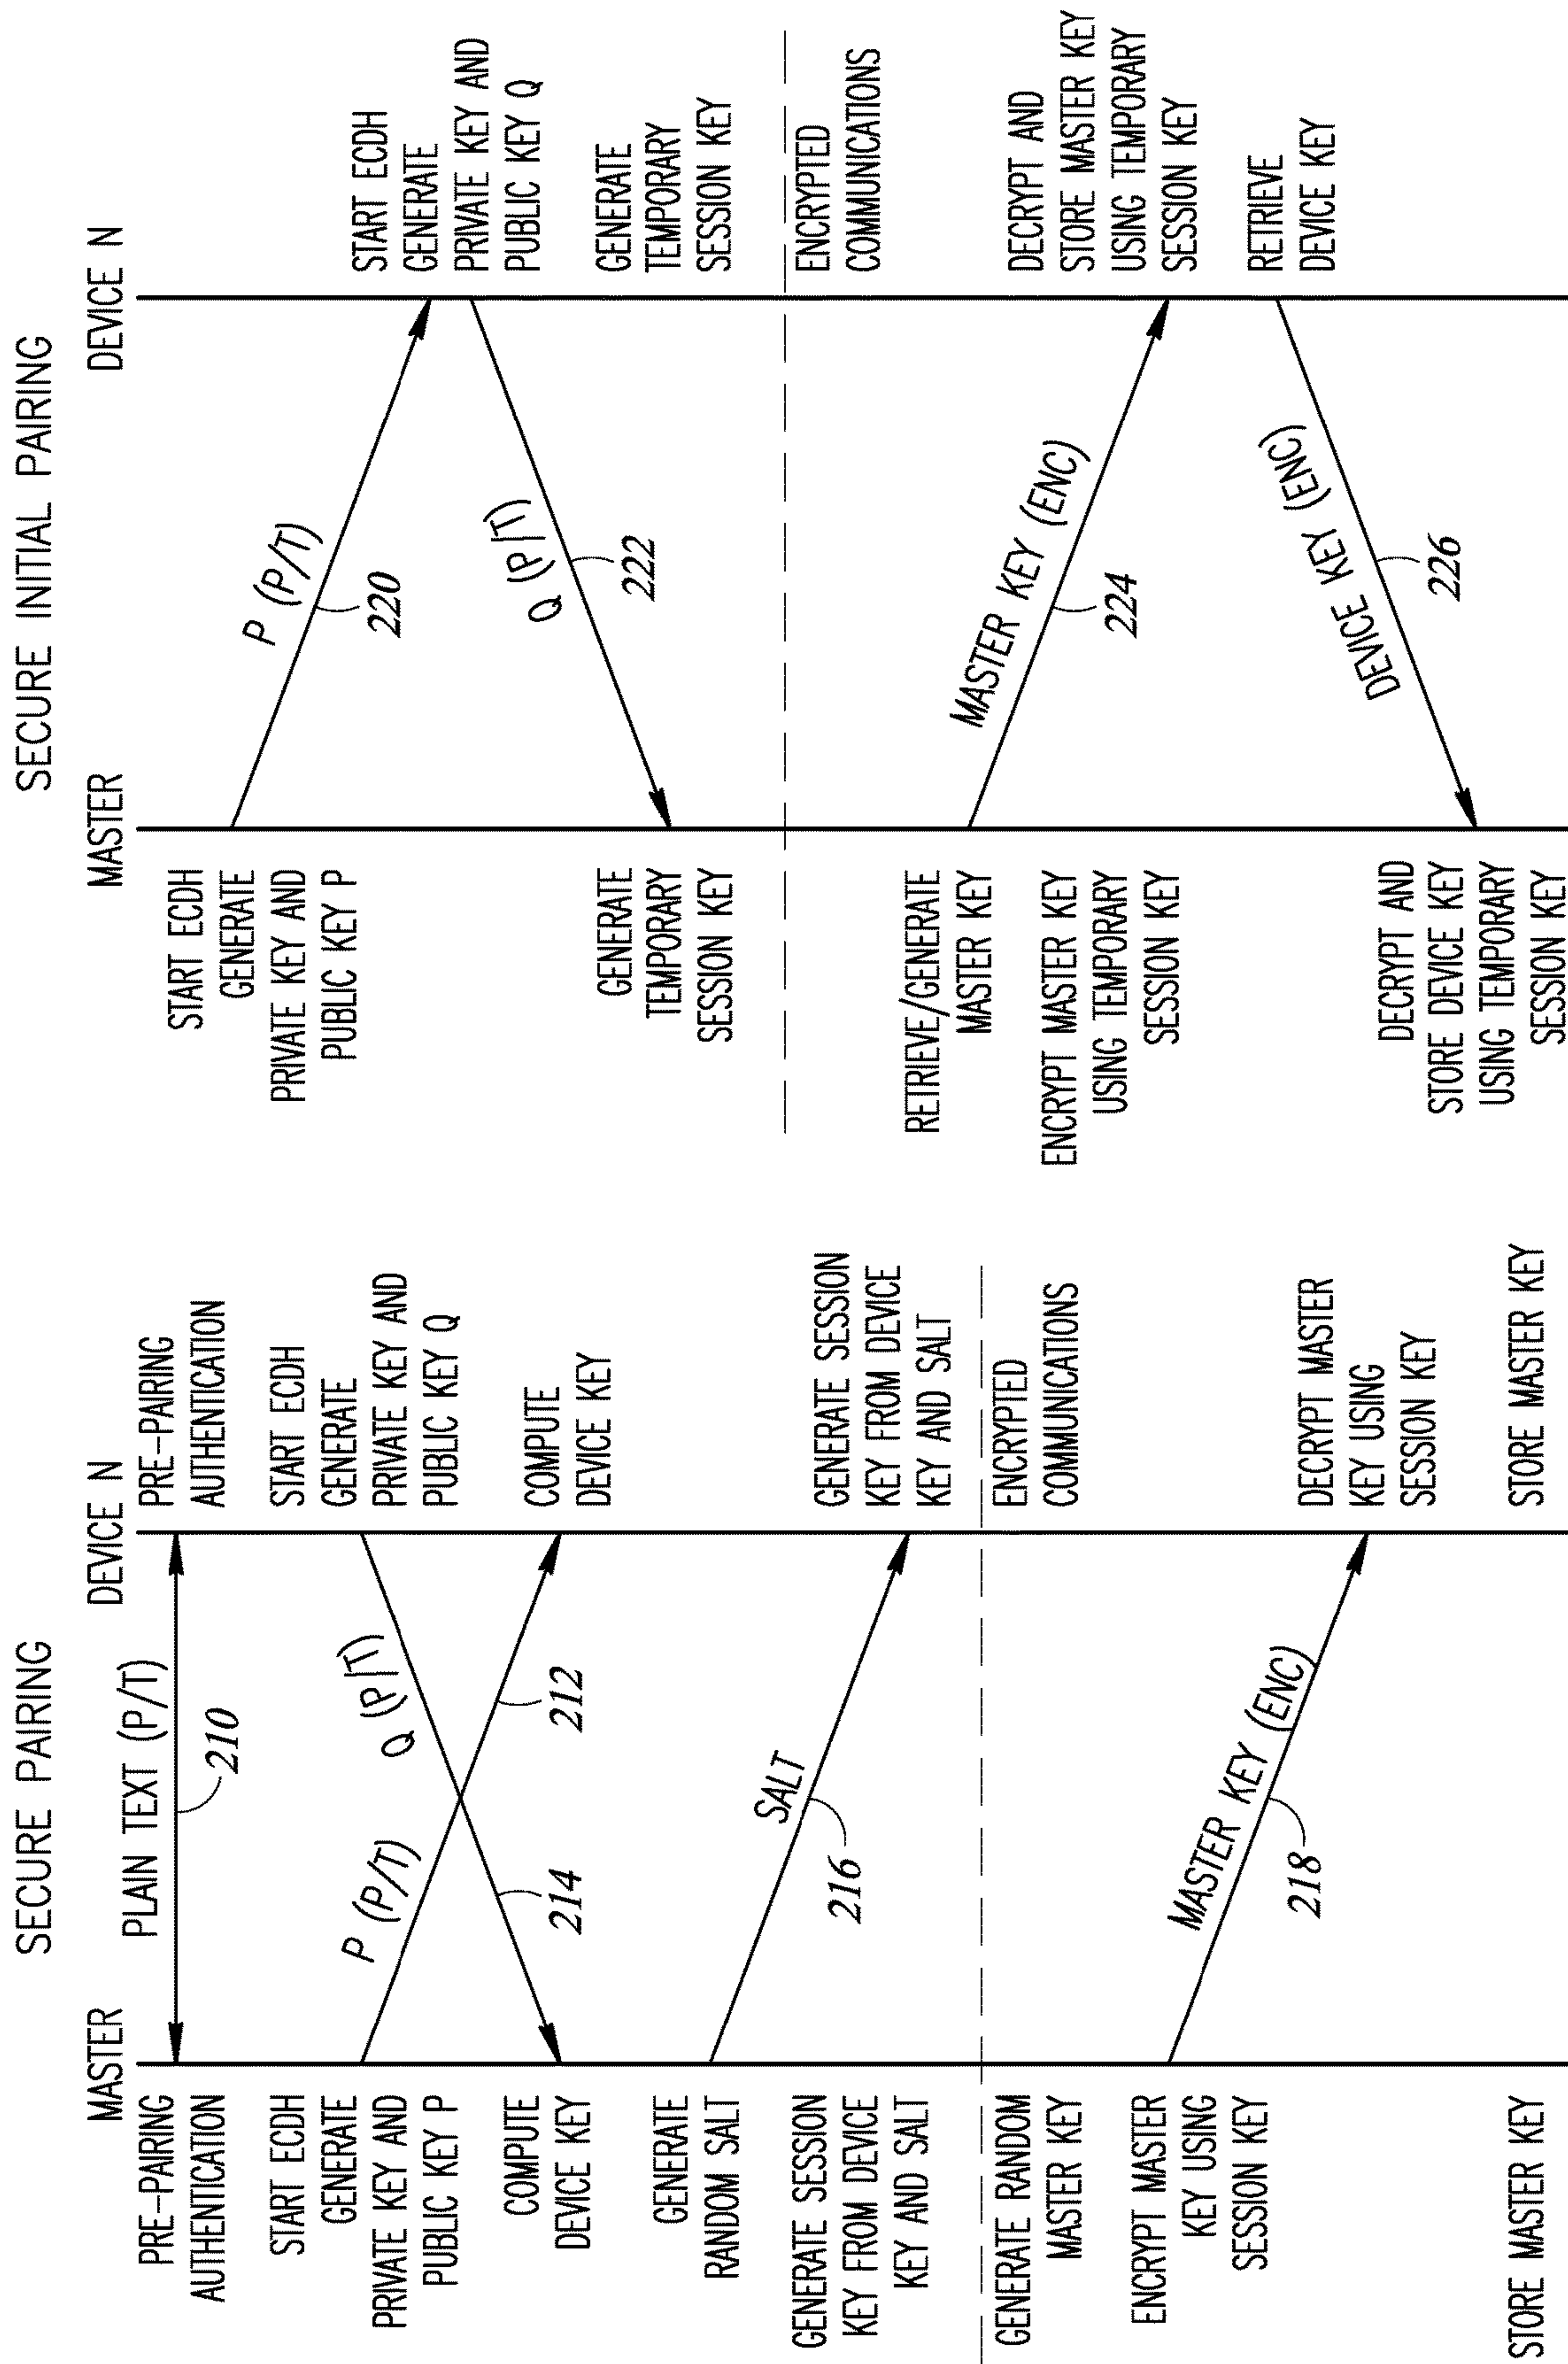 SECURE PAIRING
MASTER
DEVICE N
PRE-PAIRING
AUTHENTICATION
PLAIN TEXT (P/T)
210
PRE-PAIRING
AUTHENTICATION
START ECDH
GENERATE
PRIVATE KEY AND
PUBLIC KEY P
START ECDH
GENERATE
PRIVATE KEY AND
PUBLIC KEY Q
P (P/T)
Q (P/T)
214
212
COMPUTE
DEVICE KEY
COMPUTE
DEVICE KEY
GENERATE
RANDOM SALT
SALT
216
GENERATE SESSION
KEY FROM DEVICE
KEY AND SALT
GENERATE SESSION
KEY FROM DEVICE
KEY AND SALT
GENERATE RANDOM
MASTER KEY
ENCRYPTED
COMMUNICATIONS
ENCRYPT MASTER
KEY USING
SESSION KEY
MASTER KEY (ENC)
218
DECRYPT MASTER
KEY USING
SESSION KEY
STORE MASTER KEY
STORE MASTER KEY
SECURE INITIAL PAIRING
MASTER
DEVICE N
START ECDH
GENERATE
PRIVATE KEY AND
PUBLIC KEY P
P (P/T)
220
START ECDH
GENERATE
PRIVATE KEY AND
PUBLIC KEY Q
Q (P/T)
222
GENERATE
TEMPORARY
SESSION KEY
GENERATE
TEMPORARY
SESSION KEY
ENCRYPTED
COMMUNICATIONS
RETRIEVE/GENERATE
MASTER KEY
ENCRYPT MASTER KEY
USING TEMPORARY
SESSION KEY
MASTER KEY (ENC)
224
DECRYPT AND
STORE MASTER KEY
USING TEMPORARY
SESSION KEY
RETRIEVE
DEVICE KEY
DEVICE KEY (ENC)
226
DECRYPT AND
STORE DEVICE KEY
USING TEMPORARY
SESSION KEY